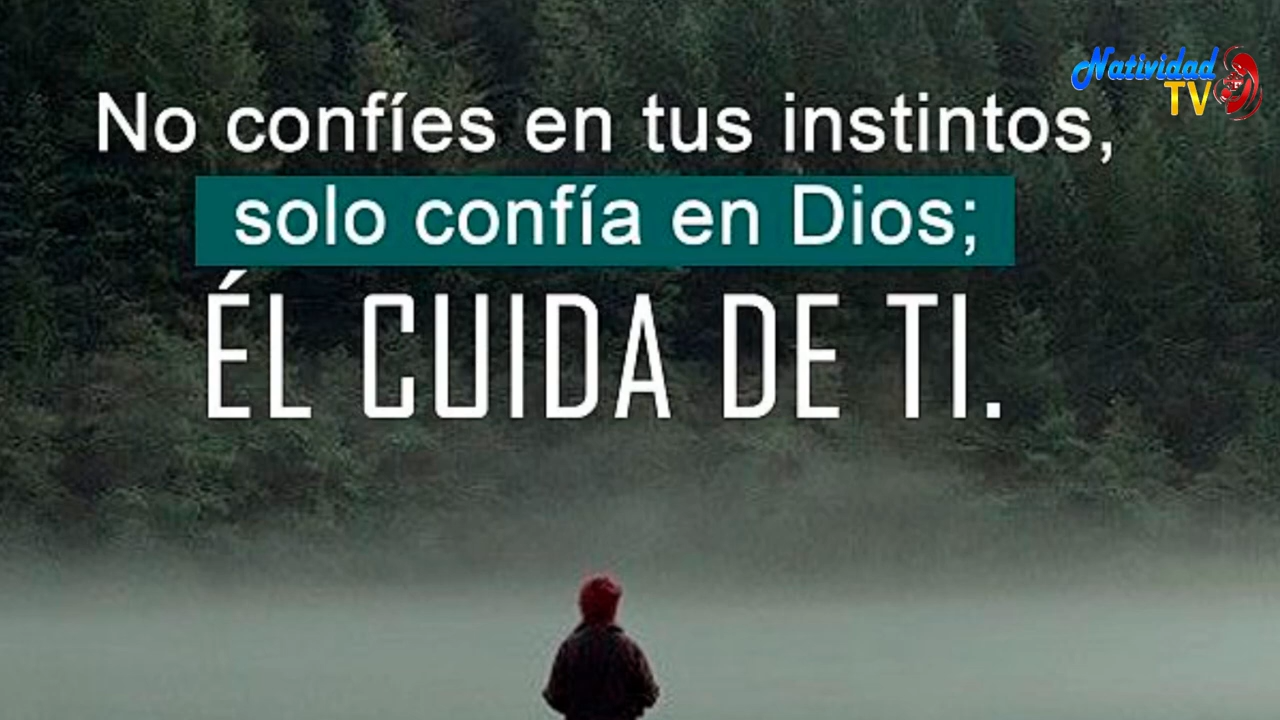 Natividad
TV
No confíes en tus instintos,
solo confía en Dios;
ÉL CUIDA DE TI.